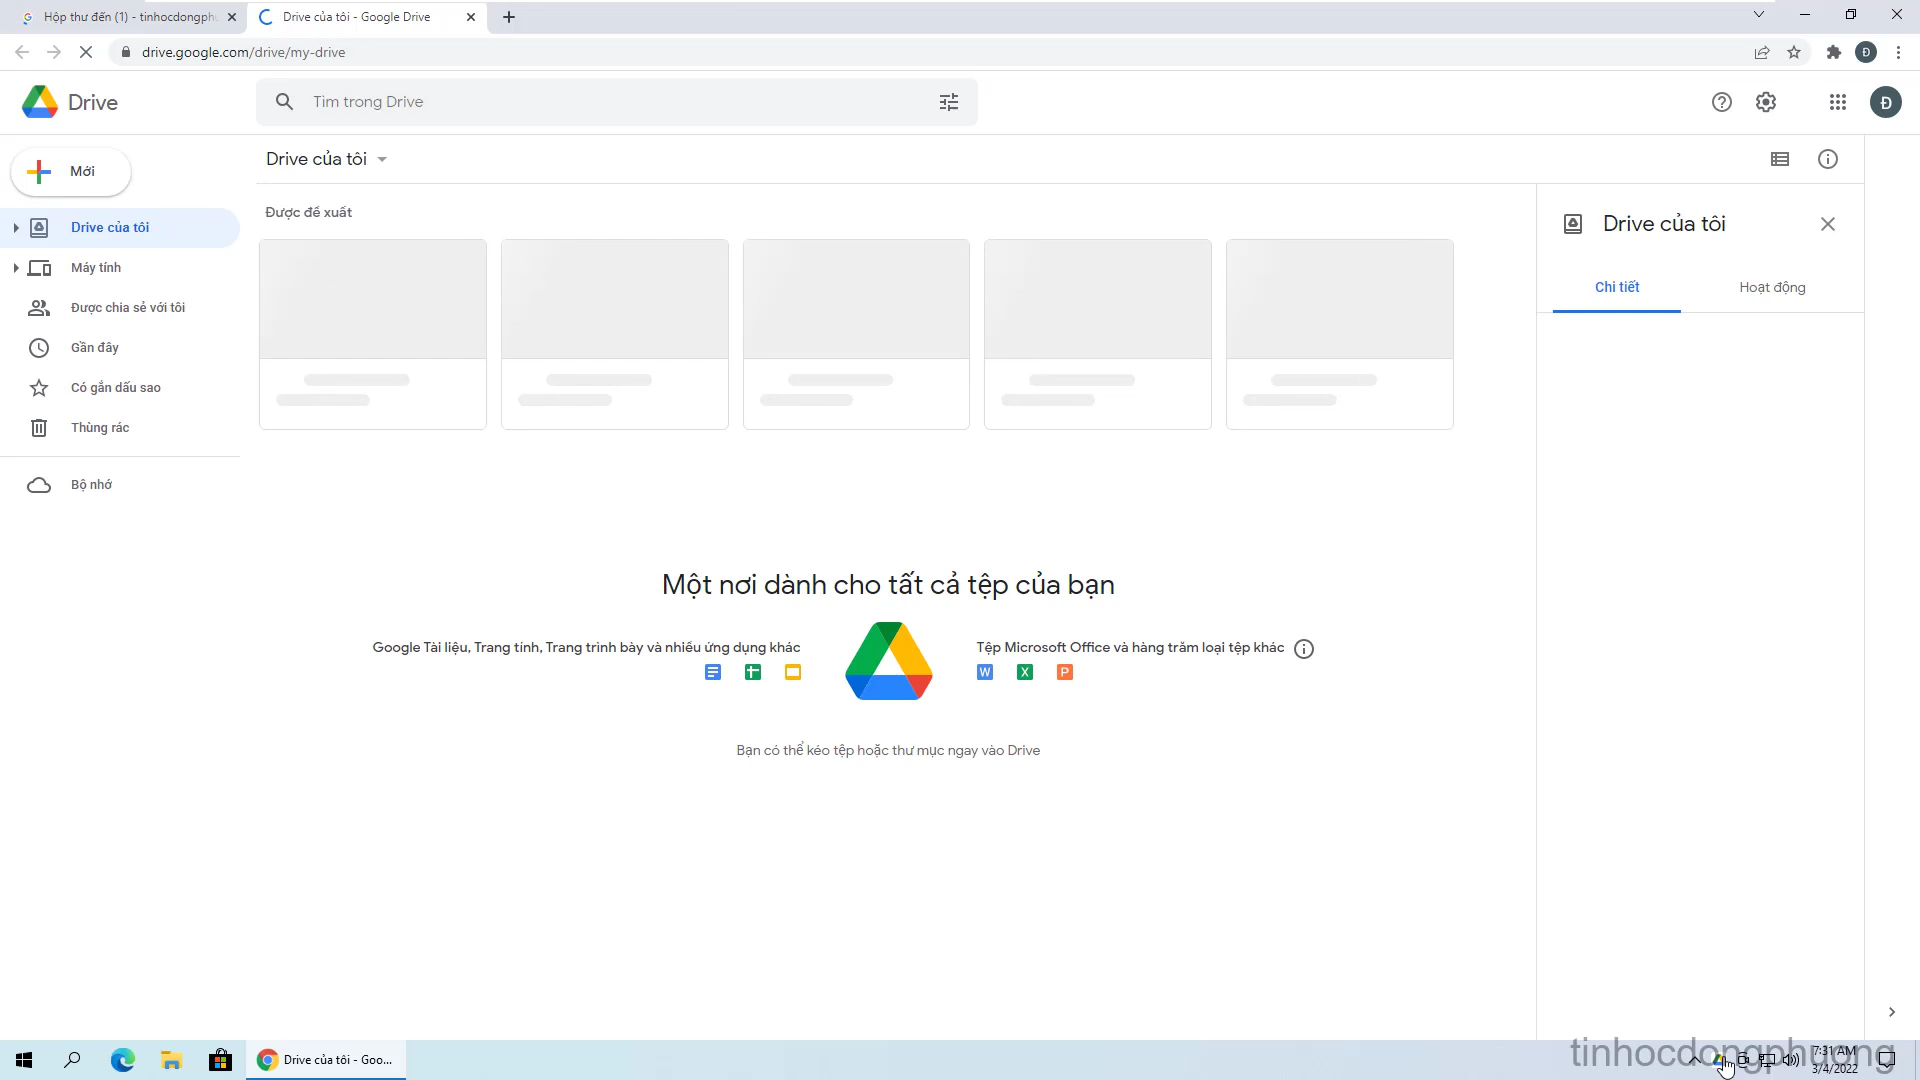 Hộp thư đến (1) - tinhocdongphu
Drive của tôi - Google Drive
drive.google.com/drive/my-drive
Đ
Drive
Tìm trong Drive
Đ
Mới
Drive của tôi
Được đề xuất
Drive của tôi
Chi tiết
Hoạt động
Drive của tôi
Máy tính
Được chia sẻ với tôi
Gần đây
Có gắn dấu sao
Thùng rác
Bộ nhớ
Một nơi dành cho tất cả tệp của bạn
Google Tài liệu, Trang tính, Trang trình bày và nhiều ứng dụng khác
Tệp Microsoft Office và hàng trăm loại tệp khác
W
X
P
Bạn có thể kéo tệp hoặc thư mục ngay vào Drive
Drive của tôi - Goo...
tinhocdongphuong
7:31 AM
3/4/2022